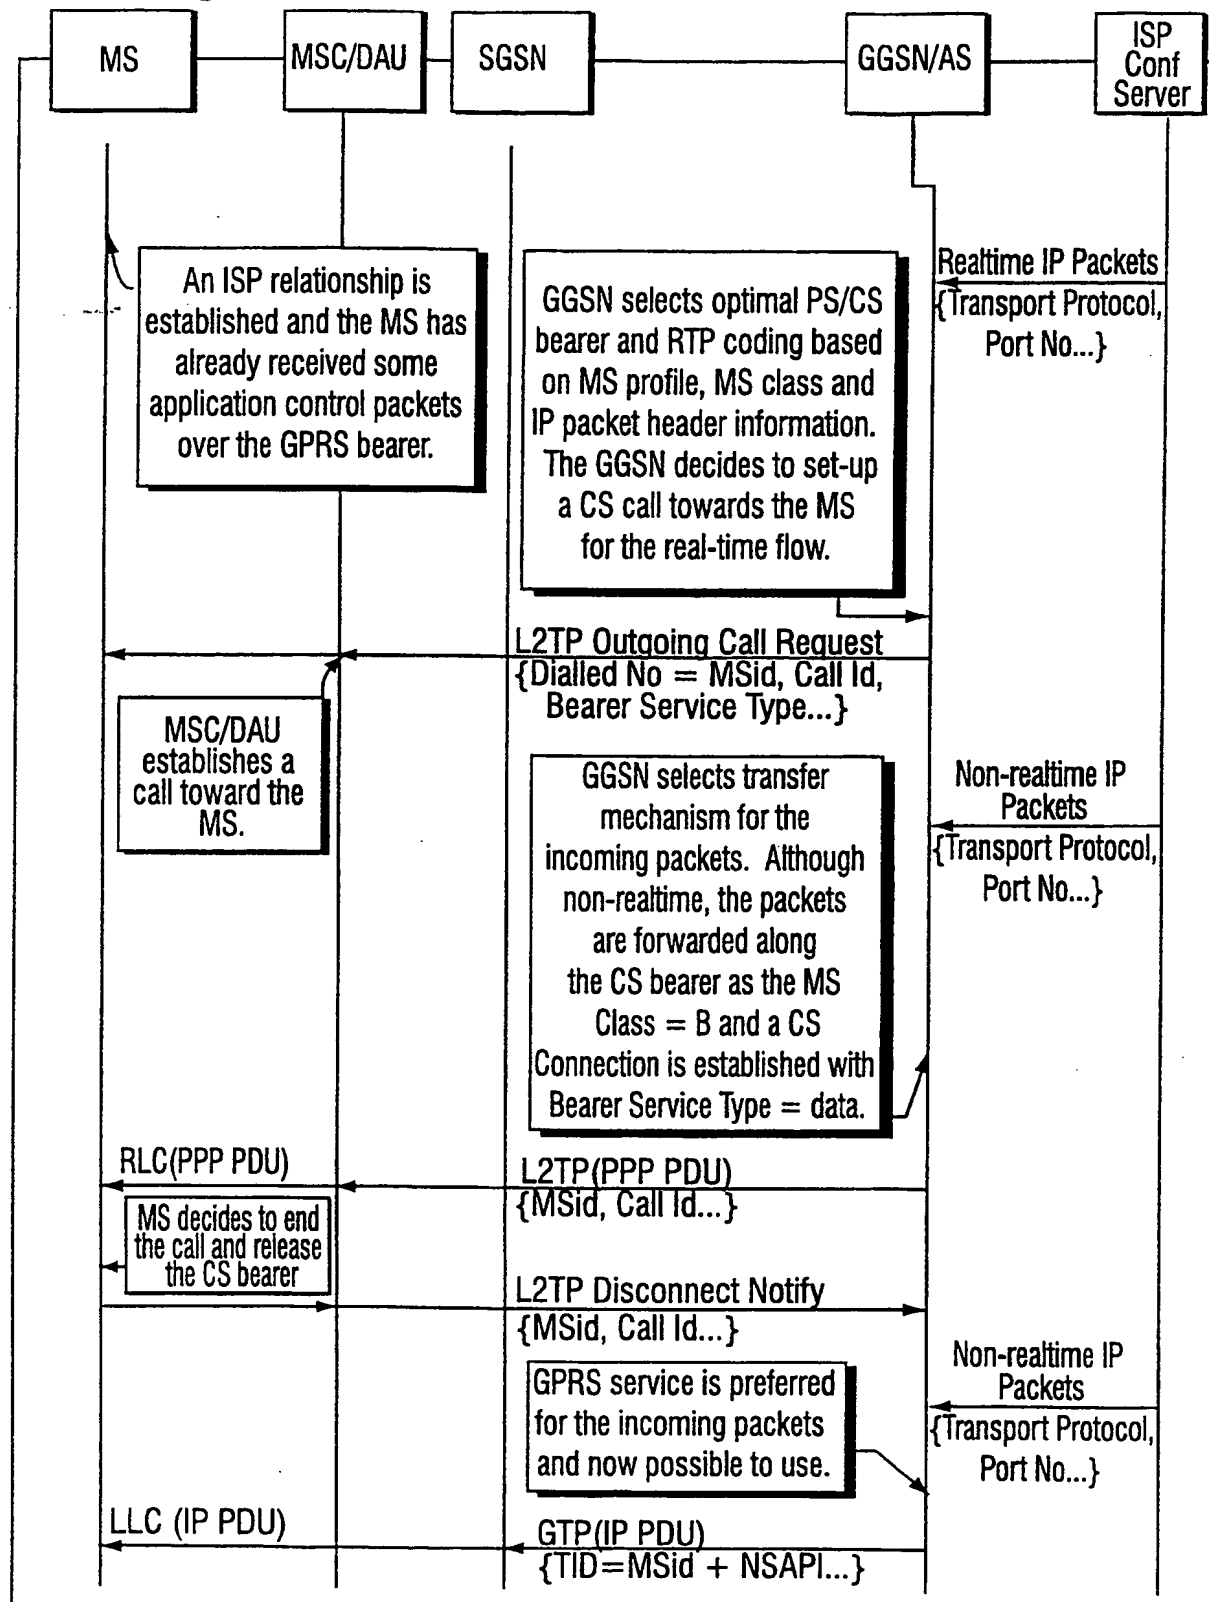 MS
MSC/DAU
SGSN
GGSN/AS
ISP
Conf
Server
An ISP relationship is
established and the MS has
already received some
application control packets
over the GPRS bearer.
GGSN selects optimal PS/CS
bearer and RTP coding based
on MS profile, MS class and
IP packet header information.
The GGSN decides to set-up
a CS call towards the MS
for the real-time flow.
Realtime IP Packets
{Transport Protocol,
Port No...}
L2TP Outgoing Call Request
{Dialled No = MSid, Call Id,
Bearer Service Type...}
MSC/DAU
establishes a
call toward the
MS.
GGSN selects transfer
mechanism for the
incoming packets. Although
non-realtime, the packets
are forwarded along
the CS bearer as the MS
Class = B and a CS
Connection is established with
Bearer Service Type = data.
Non-realtime IP
Packets
{Transport Protocol,
Port No...}
RLC(PPP PDU)
L2TP(PPP PDU)
{MSid, Call Id...}
MS decides to end
the call and release
the CS bearer
L2TP Disconnect Notify
{MSid, Call Id...}
GPRS service is preferred
for the incoming packets
and now possible to use.
Non-realtime IP
Packets
{Transport Protocol,
Port No...}
LLC (IP PDU)
GTP(IP PDU)
{TID=MSid + NSAPI...}